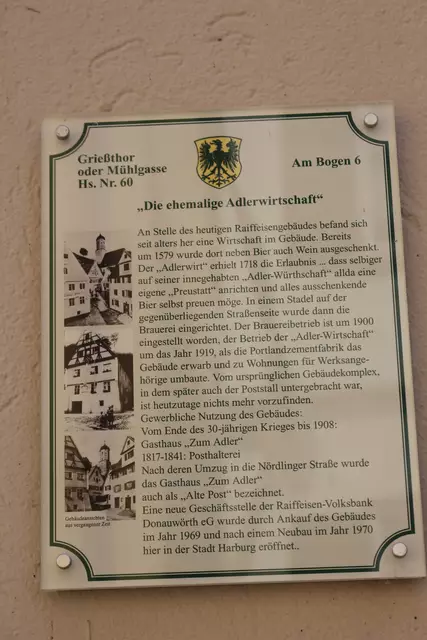 Grießthor
oder Mühlgasse
Hs. Nr. 60
Am Bogen 6
„Die ehemalige Adlerwirtschaft"
An Stelle des heutigen Raiffeisengebäudes befand sich
seit alters her eine Wirtschaft im Gebäude. Bereits
um 1579 wurde dort neben Bier auch Wein ausgeschenkt.
Der „Adlerwirt" erhielt 1718 die Erlaubnis ... dass selbiger
auf seiner innegehabten „Adler-Würthschaft" allda eine
eigene „Preustatt" anrichten und alles ausschenkende
Bier selbst preuen möge. In einem Stadel auf der
gegenüberliegenden Straßenseite wurde dann die
Brauerei eingerichtet. Der Brauereibetrieb ist um 1900
eingestellt worden, der Betrieb der „Adler-Wirtschaft"
um das Jahr 1919, als die Portlandzementfabrik das
Gebäude erwarb und zu Wohnungen für Werksange-
hörige umbaute. Vom ursprünglichen Gebäudekomplex,
in dem später auch der Poststall untergebracht war,
ist heutzutage nichts mehr vorzufinden.
Gewerbliche Nutzung des Gebäudes:
Vom Ende des 30-jährigen Krieges bis 1908:
Gasthaus „Zum Adler"
1817-1841: Posthalterei
Nach deren Umzug in die Nördlinger Straße wurde
das Gasthaus „Zum Adler"
auch als „Alte Post" bezeichnet.
Eine neue Geschäftsstelle der Raiffeisen-Volksbank
Donauwörth eG wurde durch Ankauf des Gebäudes
im Jahr 1969 und nach einem Neubau im Jahr 1970
hier in der Stadt Harburg eröffnet..
Gebäudeansichten
aus vergangener Zeit